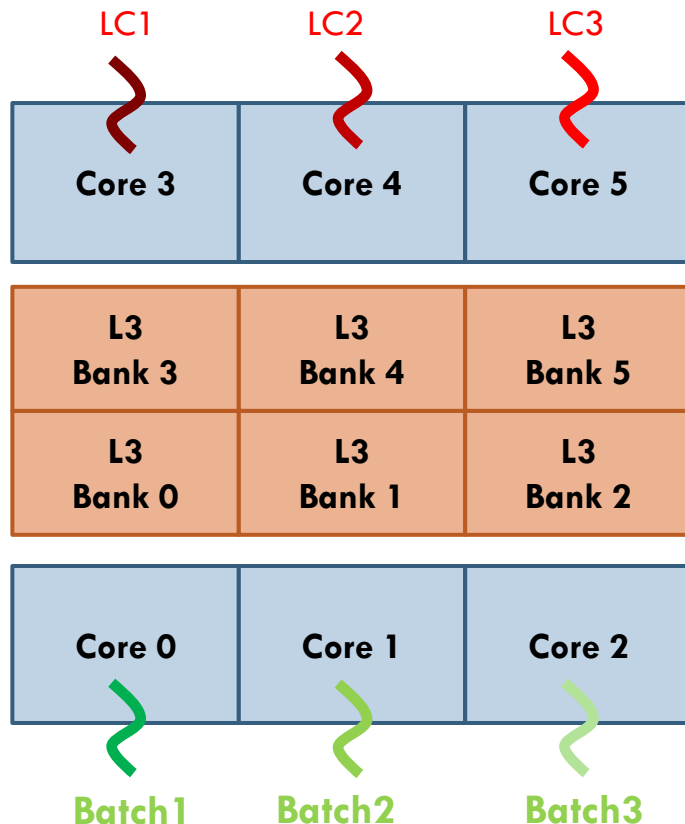 LC1 LC2 LC3
Core 3 Core 4 Core 5
L3 L3 L3
Bank 3 Bank 4 Bank 5
L3 L3 L3
Bank 0 Bank 1 Bank 2
Core 0 Core 1 Core 2
Batch1 Batch2 Batch3